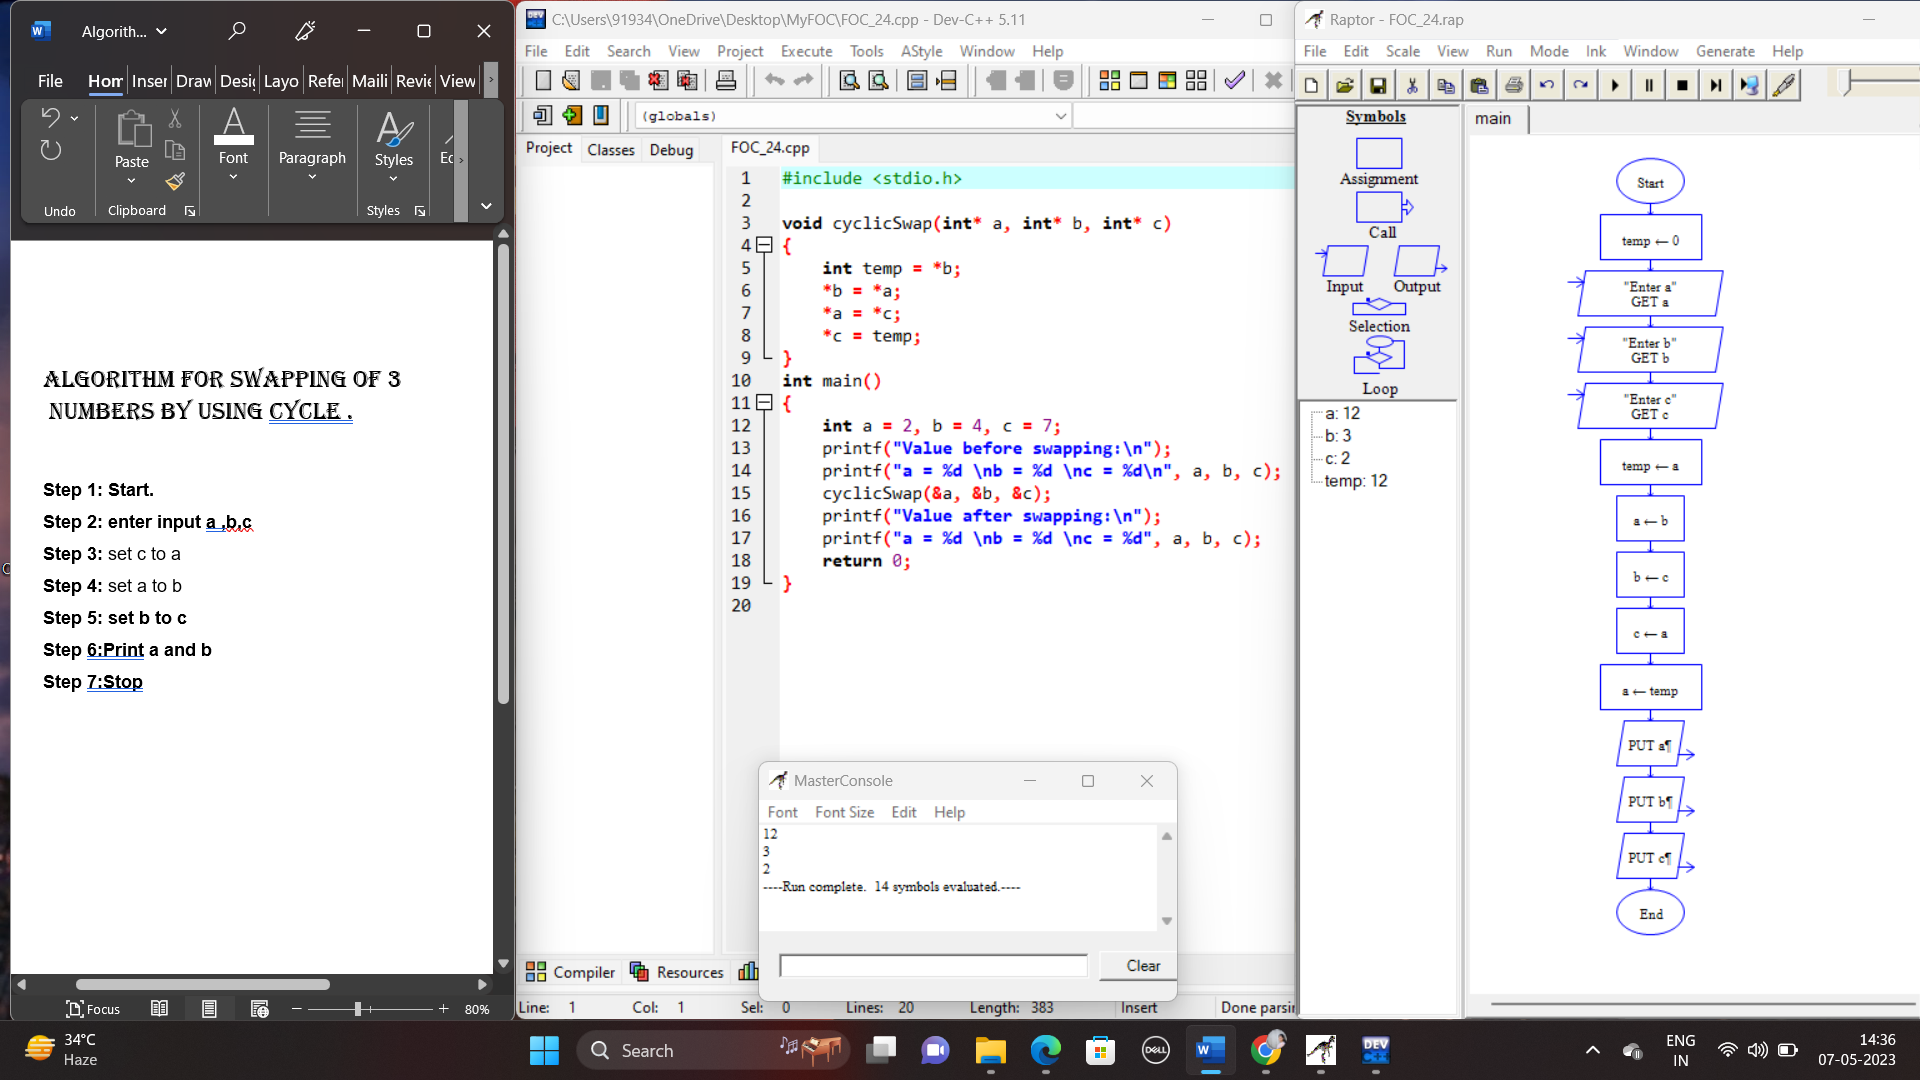 Algorith...
File Hom Inser Draw Desi Layo Refe Maili Revie View
Paste
Font
Paragraph
Styles
Undo
Clipboard
Styles
ALGORITHM FOR SWAPPING OF 3
NUMBERS BY USING CYCLE .
Step 1: Start.
Step 2: enter input a ,b,c
Step 3: set c to a
Step 4: set a to b
Step 5: set b to c
Step 6:Print a and b
Step 7:Stop
Focus
80%
C:\Users\91934\OneDrive\Desktop\MyFOC\FOC_24.cpp - Dev-C++ 5.11
File Edit Search View Project Execute Tools AStyle Window Help
(globals)
Project Classes Debug
FOC_24.cpp
1 #include <stdio.h>
2
3 void cyclicSwap(int* a, int* b, int* c)
4 {
5 int temp = *b;
6 *b = *a;
7 *a = *c;
8 *c = temp;
9 }
10 int main()
11 {
12 int a = 2, b = 4, c = 7;
13 printf("Value before swapping:\n");
14 printf("a = %d \nb = %d \nc = %d\n", a, b, c);
15 cyclicSwap(&a, &b, &c);
16 printf("Value after swapping:\n");
17 printf("a = %d \nb = %d \nc = %d", a, b, c);
18 return 0;
19 }
20
Compiler Resources
Line: 1 Col: 1 Sel: 0 Lines: 20 Length: 383 Insert Done parsin
MasterConsole
Font Font Size Edit Help
12
3
2
----Run complete. 14 symbols evaluated.----
Clear
Raptor - FOC_24.rap
File Edit Scale View Run Mode Ink Window Generate Help
Symbols
Assignment
Call
Input Output
Selection
Loop
a: 12
b: 3
c: 2
temp: 12
main
Start
temp ← 0
"Enter a"
GET a
"Enter b"
GET b
"Enter c"
GET c
temp ← a
a ← b
b ← c
c ← a
a ← temp
PUT a¶
PUT b¶
PUT c¶
End
34°C
Haze
Search
DELL
DEV
C++
ENG
IN
14:36
07-05-2023